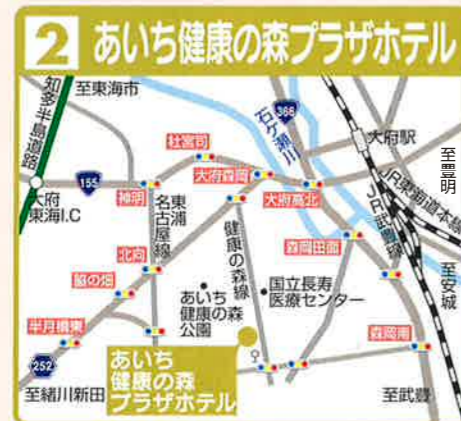 2 あいち健康の森プラザホテル
知多半島道路
至東海市
366
石ケ瀬川
大府駅
至豊明
社宮司
155
大府森岡
大府
東海I.C
神明
東浦
名古屋線
大府高北
JR東海道本線
JR武豊線
北向
健康の森線
森岡田面
至安城
脇の畑
あいち
健康の森
公園
国立長寿
医療センター
半月橋東
森岡南
252
あいち
健康の森
プラザホテル
至緒川新田
至武豊